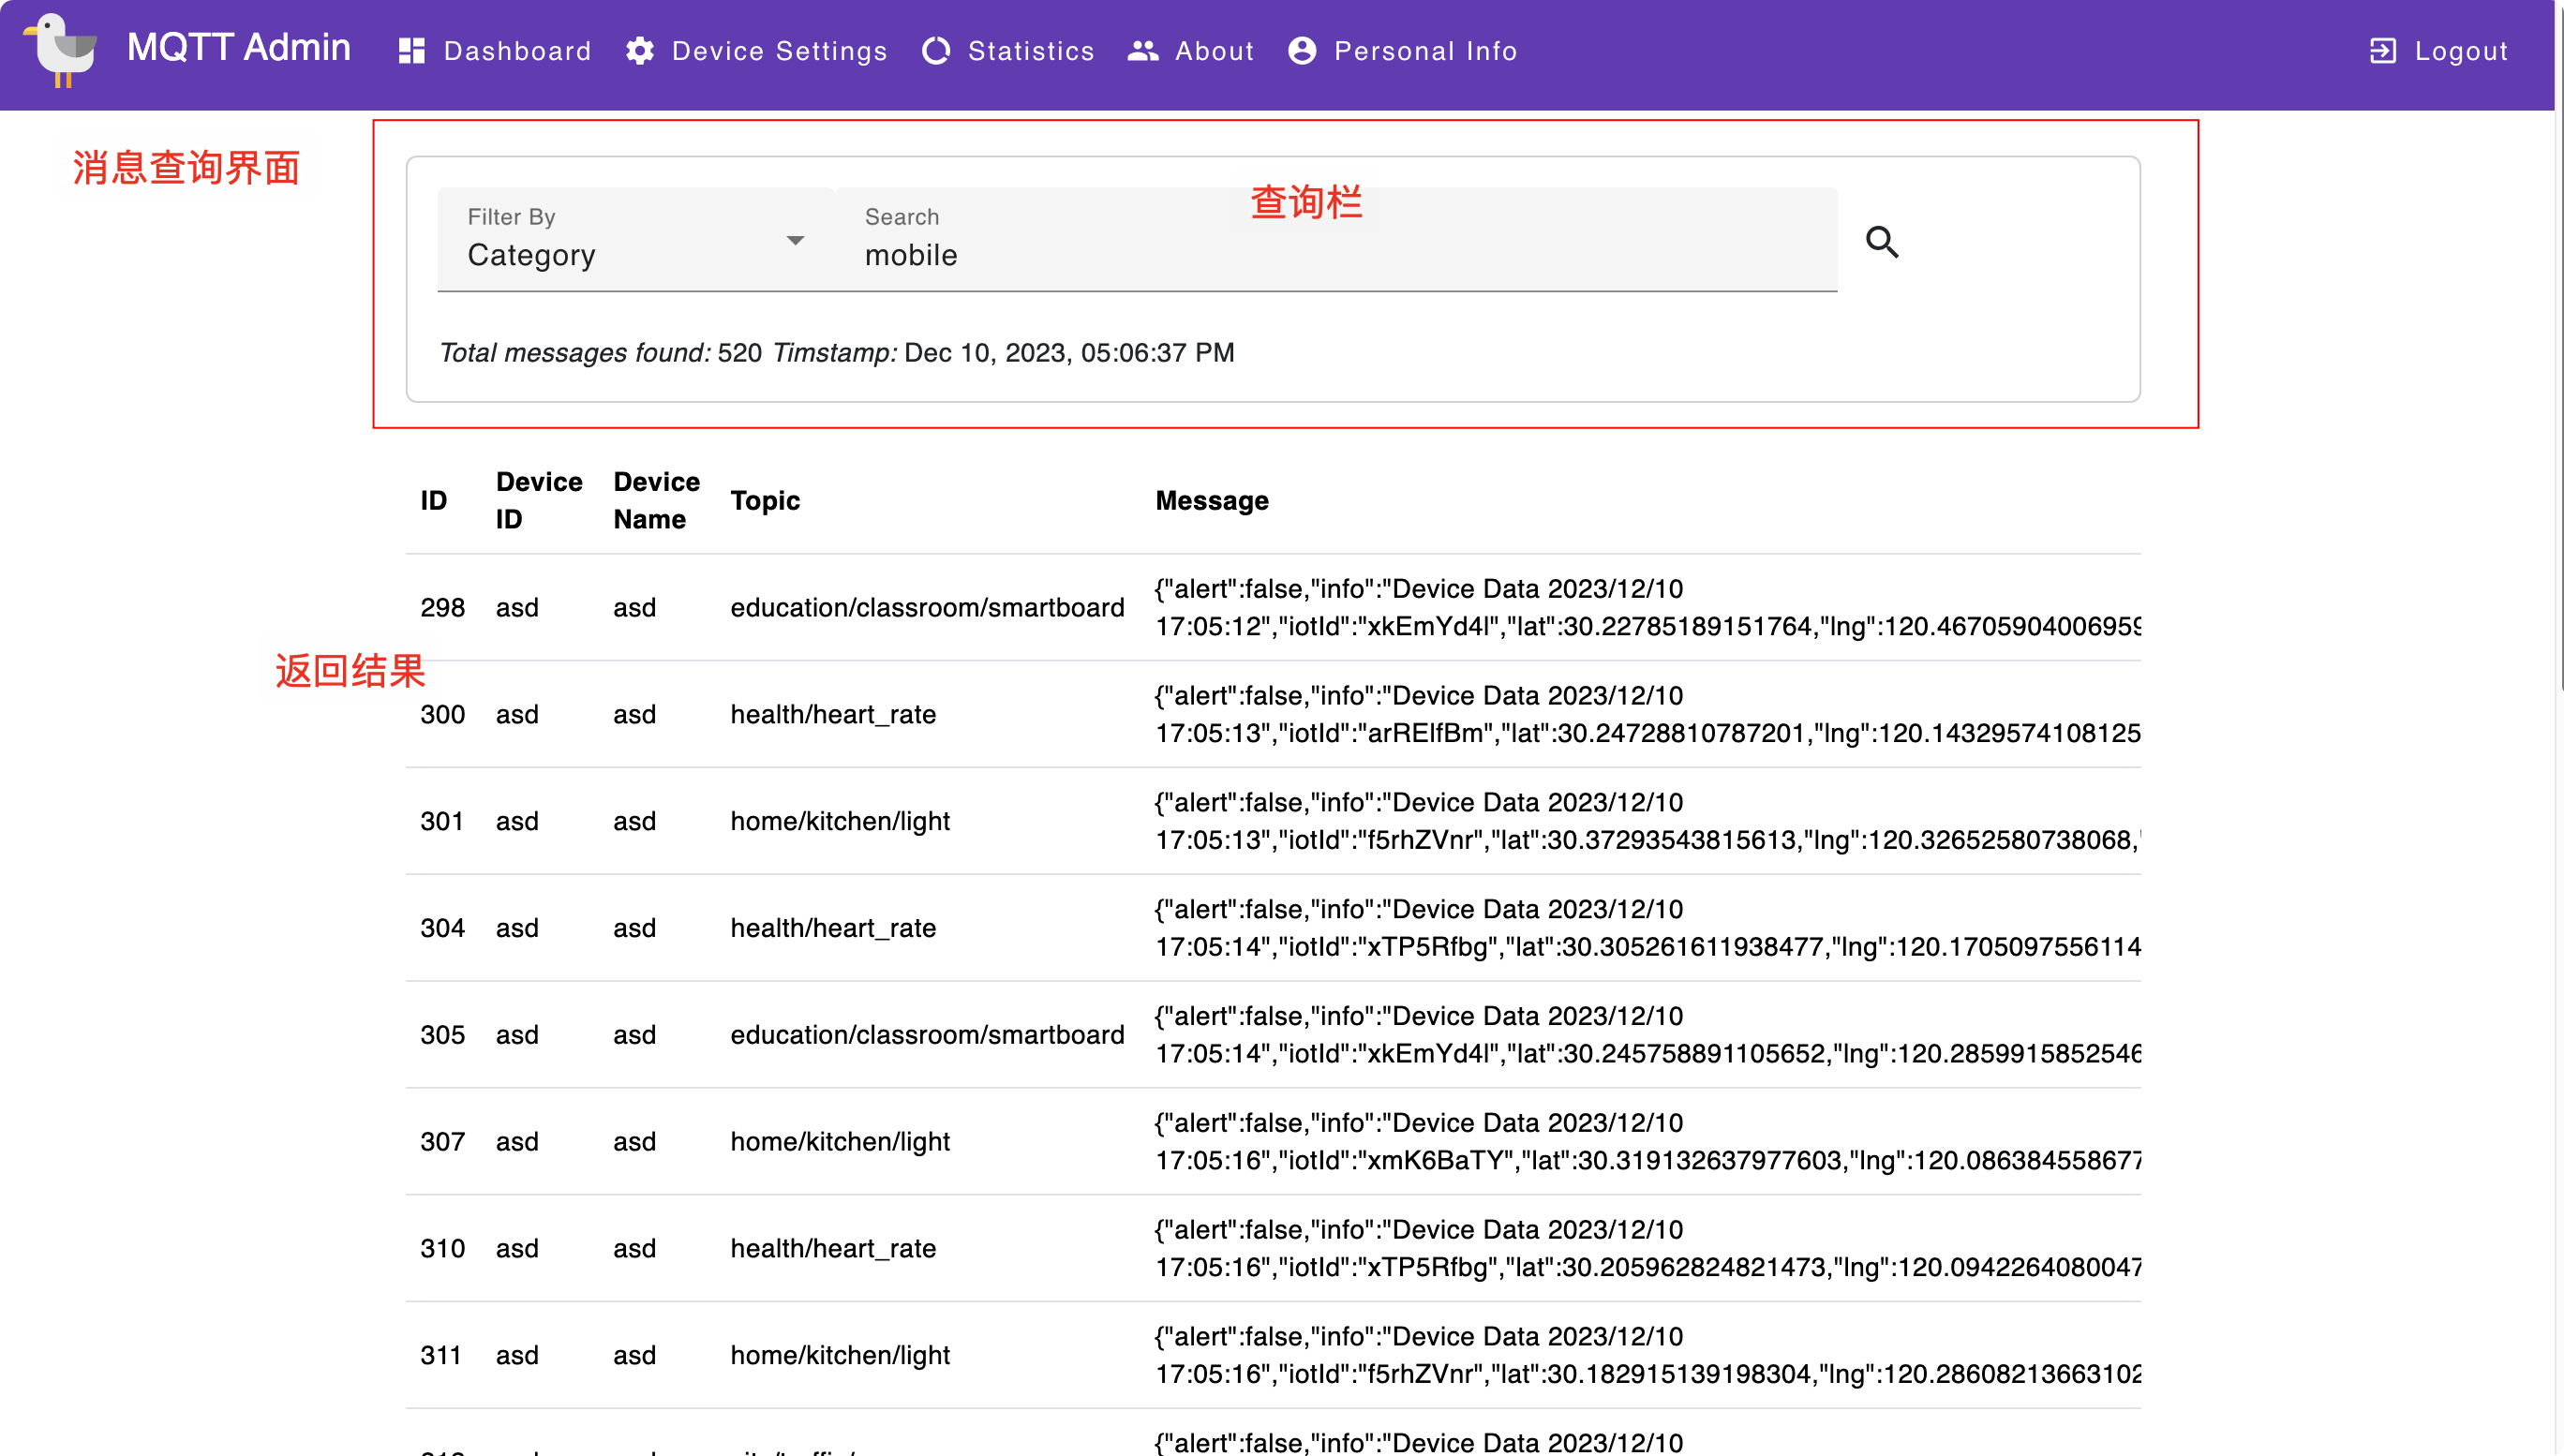 MQTT Admin Dashboard Device Settings Statistics About Personal Info Logout
消息查询界面
查询栏
Filter By
Category
Search
mobile
Total messages found: 520 Timstamp: Dec 10, 2023, 05:06:37 PM
ID Device ID Device Name Topic Message
返回结果
298 asd asd education/classroom/smartboard {"alert":false,"info":"Device Data 2023/12/10
17:05:12","iotId":"xkEmYd4l","lat":30.22785189151764,"lng":120.46705904006959
300 asd asd health/heart_rate {"alert":false,"info":"Device Data 2023/12/10
17:05:13","iotId":"arRElfBm","lat":30.24728810787201,"lng":120.14329574108125
301 asd asd home/kitchen/light {"alert":false,"info":"Device Data 2023/12/10
17:05:13","iotId":"f5rhZVnr","lat":30.37293543815613,"lng":120.32652580738068,
304 asd asd health/heart_rate {"alert":false,"info":"Device Data 2023/12/10
17:05:14","iotId":"xTP5Rfbg","lat":30.305261611938477,"lng":120.1705097556114
305 asd asd education/classroom/smartboard {"alert":false,"info":"Device Data 2023/12/10
17:05:14","iotId":"xkEmYd4l","lat":30.245758891105652,"lng":120.2859915852546
307 asd asd home/kitchen/light {"alert":false,"info":"Device Data 2023/12/10
17:05:16","iotId":"xmK6BaTY","lat":30.319132637977603,"lng":120.086384558677
310 asd asd health/heart_rate {"alert":false,"info":"Device Data 2023/12/10
17:05:16","iotId":"xTP5Rfbg","lat":30.205962824821473,"lng":120.0942264080047
311 asd asd home/kitchen/light {"alert":false,"info":"Device Data 2023/12/10
17:05:16","iotId":"f5rhZVnr","lat":30.182915139198304,"lng":120.28608213663102
{"alert":false,"info":"Device Data 2023/12/10